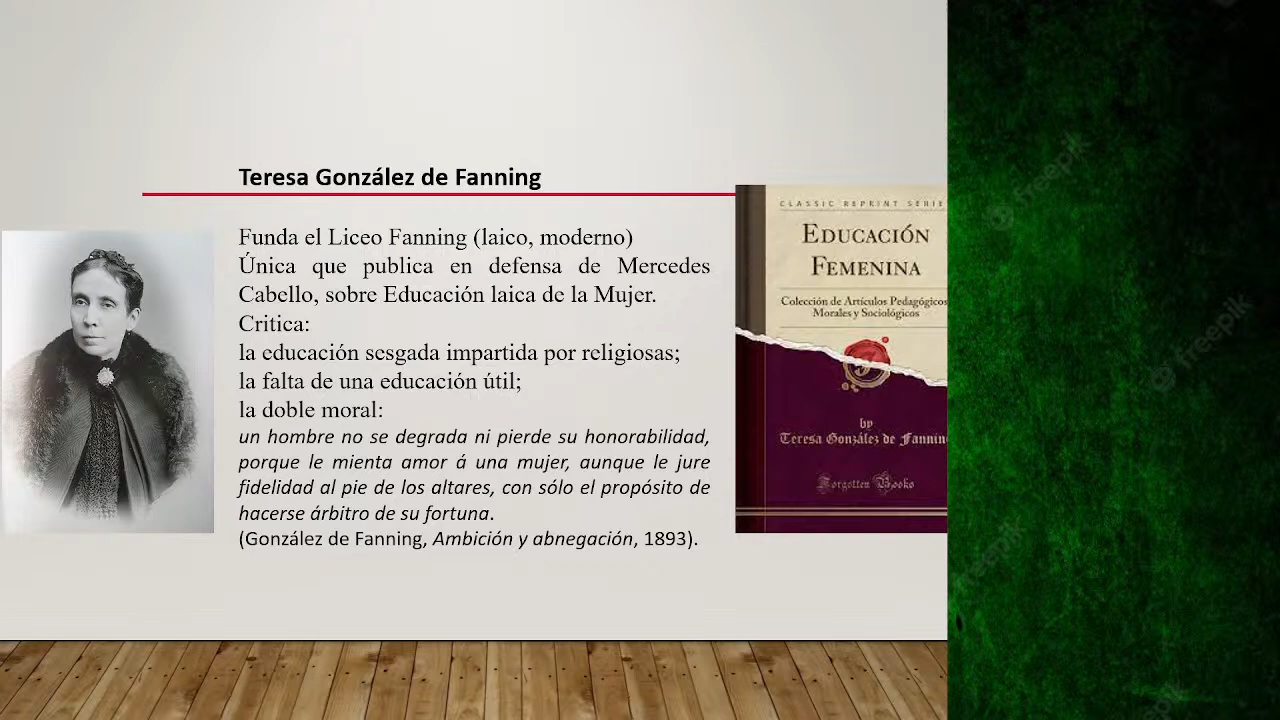 Teresa González de Fanning
Funda el Liceo Fanning (laico, moderno)
Única que publica en defensa de Mercedes
Cabello, sobre Educación laica de la Mujer.
Critica:
la educación sesgada impartida por religiosas;
la falta de una educación útil;
la doble moral:
un hombre no se degrada ni pierde su honorabilidad,
porque le mienta amor á una mujer, aunque le jure
fidelidad al pie de los altares, con sólo el propósito de
hacerse árbitro de su fortuna.
(González de Fanning, Ambición y abnegación, 1893).
CLASSIC REPRINT SERIE
EDUCACIÓN
FEMENINA
Colección de Artículos Pedagógicos
Morales y Sociológicos
by
Teresa González de Fanning
Forgotten Books
freepik
freepik
freepik
freepik